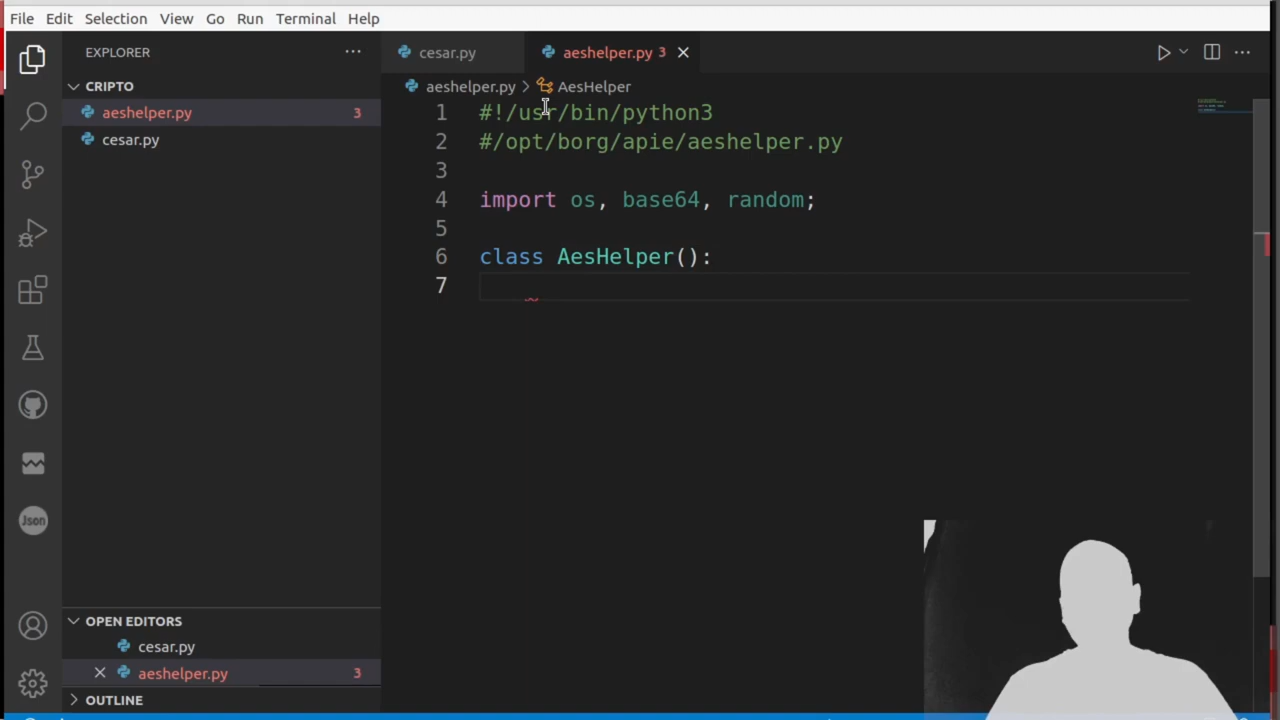 File Edit Selection View Go Run Terminal Help
EXPLORER
cesar.py
aeshelper.py 3
CRIPTO
aeshelper.py
AesHelper
aeshelper.py 3
cesar.py
1 #!/usr/bin/python3
2 #/opt/borg/apie/aeshelper.py
3
4 import os, base64, random;
5
6 class AesHelper():
7
Json
OPEN EDITORS
cesar.py
aeshelper.py 3
OUTLINE